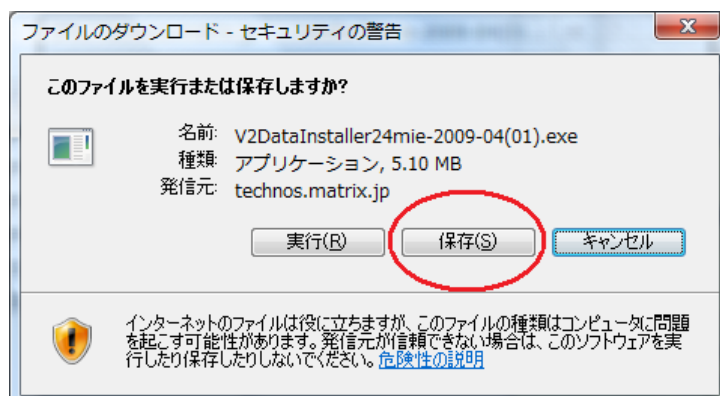 ファイルのダウンロード - セキュリティの警告
このファイルを実行または保存しますか?
名前: V2DataInstaller24mie-2009-04(01).exe
種類: アプリケーション, 5.10 MB
発信元: technos.matrix.jp
実行(R) 保存(S) キャンセル
インターネットのファイルは役に立ちますが、このファイルの種類はコンピュータに問題
を起こす可能性があります。発信元が信頼できない場合は、このソフトウェアを実
行したり保存したりしないでください。危険性の説明